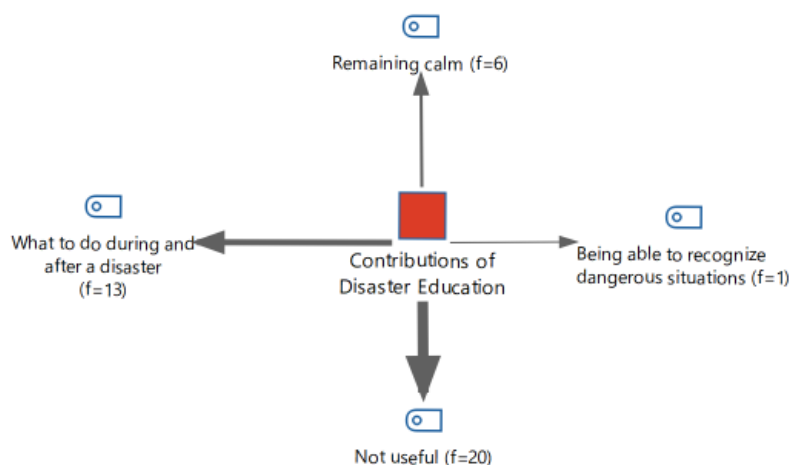 Remaining calm (f=6)
What to do during and
after a disaster
(f=13)
Contributions of
Disaster Education
Being able to recognize
dangerous situations (f=1)
Not useful (f=20)